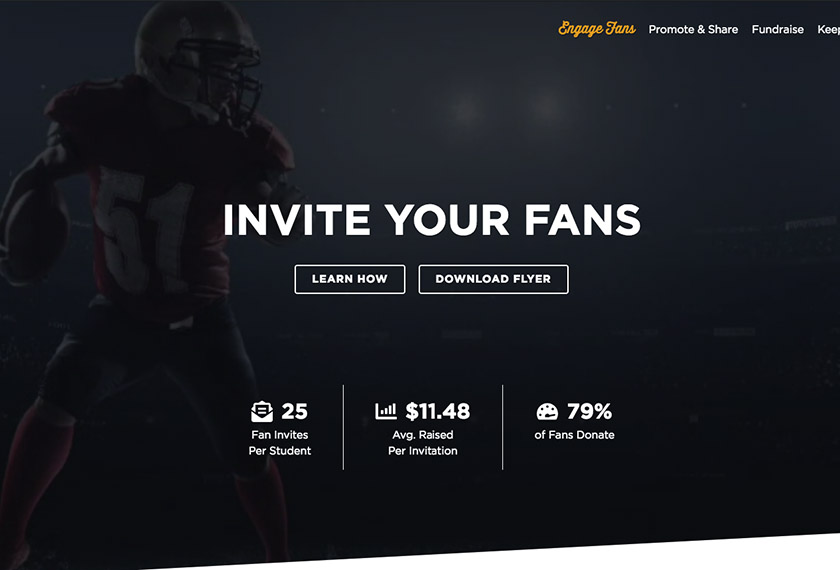 Engage Fans Promote & Share Fundraise Keep
51
INVITE YOUR FANS
LEARN HOW DOWNLOAD FLYER
25 $11.48 79%
Fan Invites Avg. Raised of Fans Donate
Per Student Per Invitation